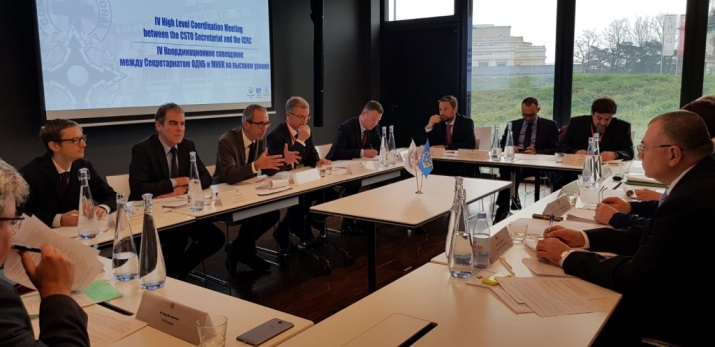 IV High Level Coordination Meeting
between the CSTO Secretariat and the ICRC
IV Координационное совещание
между Секретариатом ОДКБ и МККК на высоком уровне